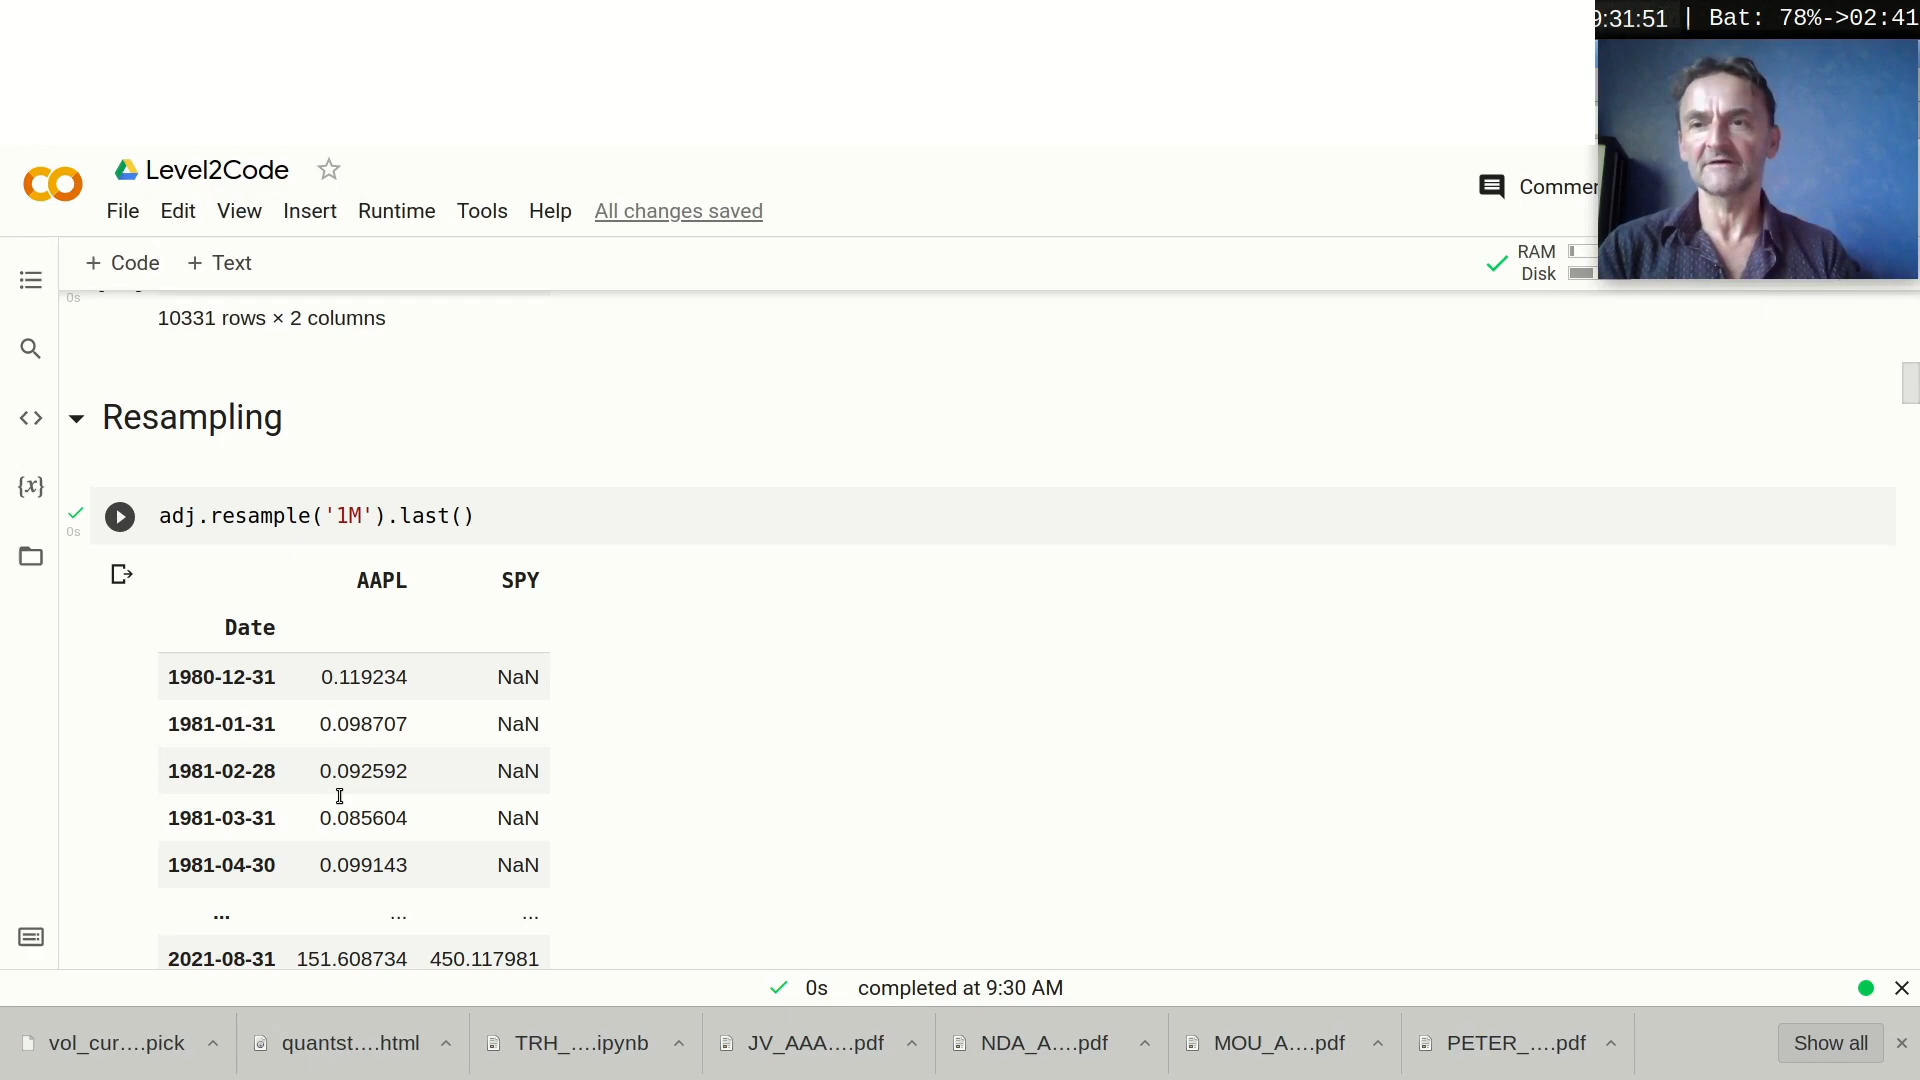 9:31:51 | Bat: 78%->02:41
Level2Code
File Edit View Insert Runtime Tools Help All changes saved
Commen
+ Code + Text
RAM
Disk
0s
10331 rows × 2 columns
Resampling
adj.resample('1M').last()
0s
AAPL SPY
Date
1980-12-31 0.119234 NaN
1981-01-31 0.098707 NaN
1981-02-28 0.092592 NaN
1981-03-31 0.085604 NaN
1981-04-30 0.099143 NaN
... ... ...
2021-08-31 151.608734 450.117981
0s completed at 9:30 AM
vol_cur....pick quantst....html TRH_....ipynb JV_AAA....pdf NDA_A....pdf MOU_A....pdf PETER_....pdf Show all